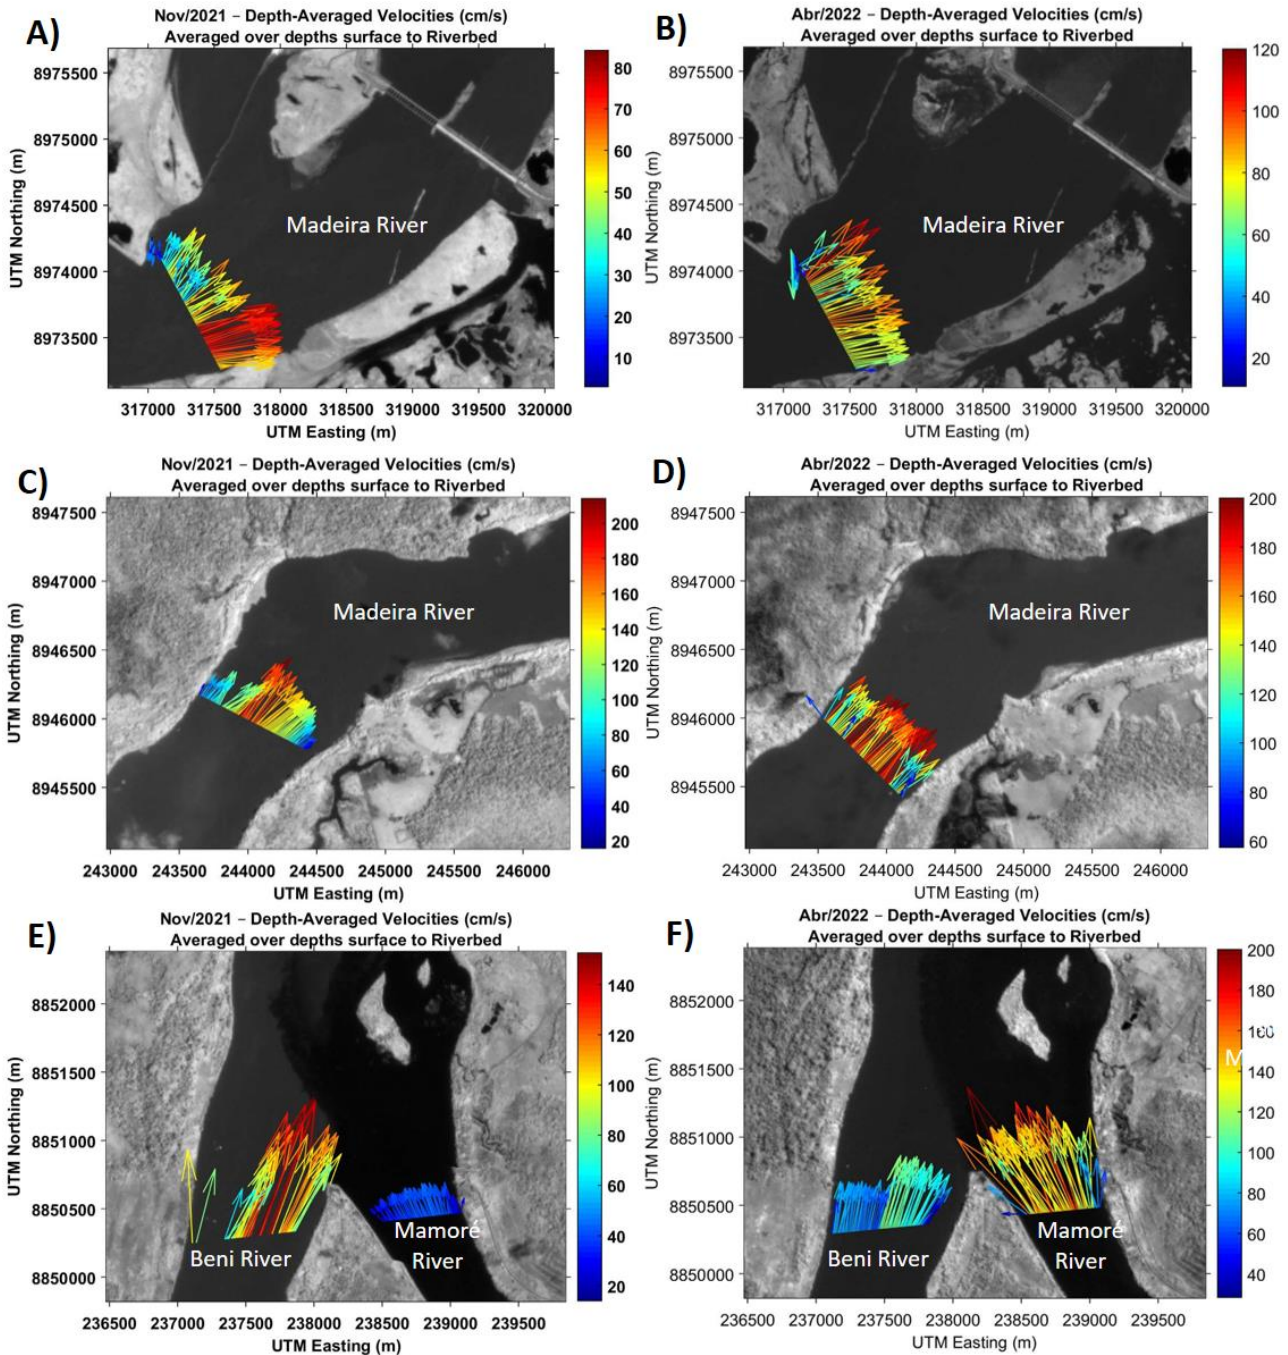 A)
Nov/2021 – Depth-Averaged Velocities (cm/s)
Averaged over depths surface to Riverbed
8975500
8975000
8974500
8974000
8973500
UTM Northing (m)
Madeira River
317000 317500 318000 318500 319000 319500 320000
UTM Easting (m)
80
70
60
50
40
30
20
10
B)
Abr/2022 – Depth-Averaged Velocities (cm/s)
Averaged over depths surface to Riverbed
8975500
8975000
8974500
8974000
8973500
UTM Northing (m)
Madeira River
317000 317500 318000 318500 319000 319500 320000
UTM Easting (m)
120
100
80
60
40
20
C)
Nov/2021 – Depth-Averaged Velocities (cm/s)
Averaged over depths surface to Riverbed
8947500
8947000
8946500
8946000
8945500
UTM Northing (m)
Madeira River
243000 243500 244000 244500 245000 245500 246000
UTM Easting (m)
200
180
160
140
120
100
80
60
40
20
D)
Abr/2022 – Depth-Averaged Velocities (cm/s)
Averaged over depths surface to Riverbed
8947500
8947000
8946500
8946000
8945500
UTM Northing (m)
Madeira River
243000 243500 244000 244500 245000 245500 246000
UTM Easting (m)
200
180
160
140
120
100
80
60
E)
Nov/2021 – Depth-Averaged Velocities (cm/s)
Averaged over depths surface to Riverbed
8852000
8851500
8851000
8850500
8850000
UTM Northing (m)
Beni River
Mamoré
River
236500 237000 237500 238000 238500 239000 239500
UTM Easting (m)
140
120
100
80
60
40
20
F)
Abr/2022 – Depth-Averaged Velocities (cm/s)
Averaged over depths surface to Riverbed
8852000
8851500
8851000
8850500
8850000
UTM Northing (m)
Beni River
Mamoré
River
236500 237000 237500 238000 238500 239000 239500
UTM Easting (m)
200
180
160
M
140
120
100
80
60
40